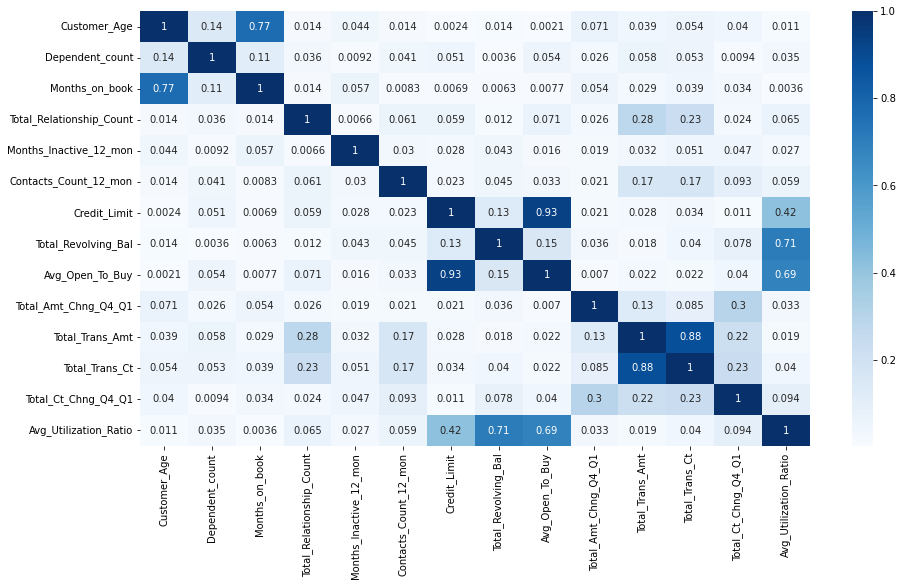 Customer_Age 1 0.14 0.77 0.014 0.044 0.014 0.0024 0.014 0.0021 0.071 0.039 0.054 0.04 0.011
Dependent_count 0.14 1 0.11 0.036 0.0092 0.041 0.051 0.0036 0.054 0.026 0.058 0.053 0.0094 0.035
Months_on_book 0.77 0.11 1 0.014 0.057 0.0083 0.0069 0.0063 0.0077 0.054 0.029 0.039 0.034 0.0036
Total_Relationship_Count 0.014 0.036 0.014 1 0.0066 0.061 0.059 0.012 0.071 0.026 0.28 0.23 0.024 0.065
Months_Inactive_12_mon 0.044 0.0092 0.057 0.0066 1 0.03 0.028 0.043 0.016 0.019 0.032 0.051 0.047 0.027
Contacts_Count_12_mon 0.014 0.041 0.0083 0.061 0.03 1 0.023 0.045 0.033 0.021 0.17 0.17 0.093 0.059
Credit_Limit 0.0024 0.051 0.0069 0.059 0.028 0.023 1 0.13 0.93 0.021 0.028 0.034 0.011 0.42
Total_Revolving_Bal 0.014 0.0036 0.0063 0.012 0.043 0.045 0.13 1 0.15 0.036 0.018 0.04 0.078 0.71
Avg_Open_To_Buy 0.0021 0.054 0.0077 0.071 0.016 0.033 0.93 0.15 1 0.007 0.022 0.022 0.04 0.69
Total_Amt_Chng_Q4_Q1 0.071 0.026 0.054 0.026 0.019 0.021 0.021 0.036 0.007 1 0.13 0.085 0.3 0.033
Total_Trans_Amt 0.039 0.058 0.029 0.28 0.032 0.17 0.028 0.018 0.022 0.13 1 0.88 0.22 0.019
Total_Trans_Ct 0.054 0.053 0.039 0.23 0.051 0.17 0.034 0.04 0.022 0.085 0.88 1 0.23 0.04
Total_Ct_Chng_Q4_Q1 0.04 0.0094 0.034 0.024 0.047 0.093 0.011 0.078 0.04 0.3 0.22 0.23 1 0.094
Avg_Utilization_Ratio 0.011 0.035 0.0036 0.065 0.027 0.059 0.42 0.71 0.69 0.033 0.019 0.04 0.094 1
Customer_Age
Dependent_count
Months_on_book
Total_Relationship_Count
Months_Inactive_12_mon
Contacts_Count_12_mon
Credit_Limit
Total_Revolving_Bal
Avg_Open_To_Buy
Total_Amt_Chng_Q4_Q1
Total_Trans_Amt
Total_Trans_Ct
Total_Ct_Chng_Q4_Q1
Avg_Utilization_Ratio
1.0
0.8
0.6
0.4
0.2